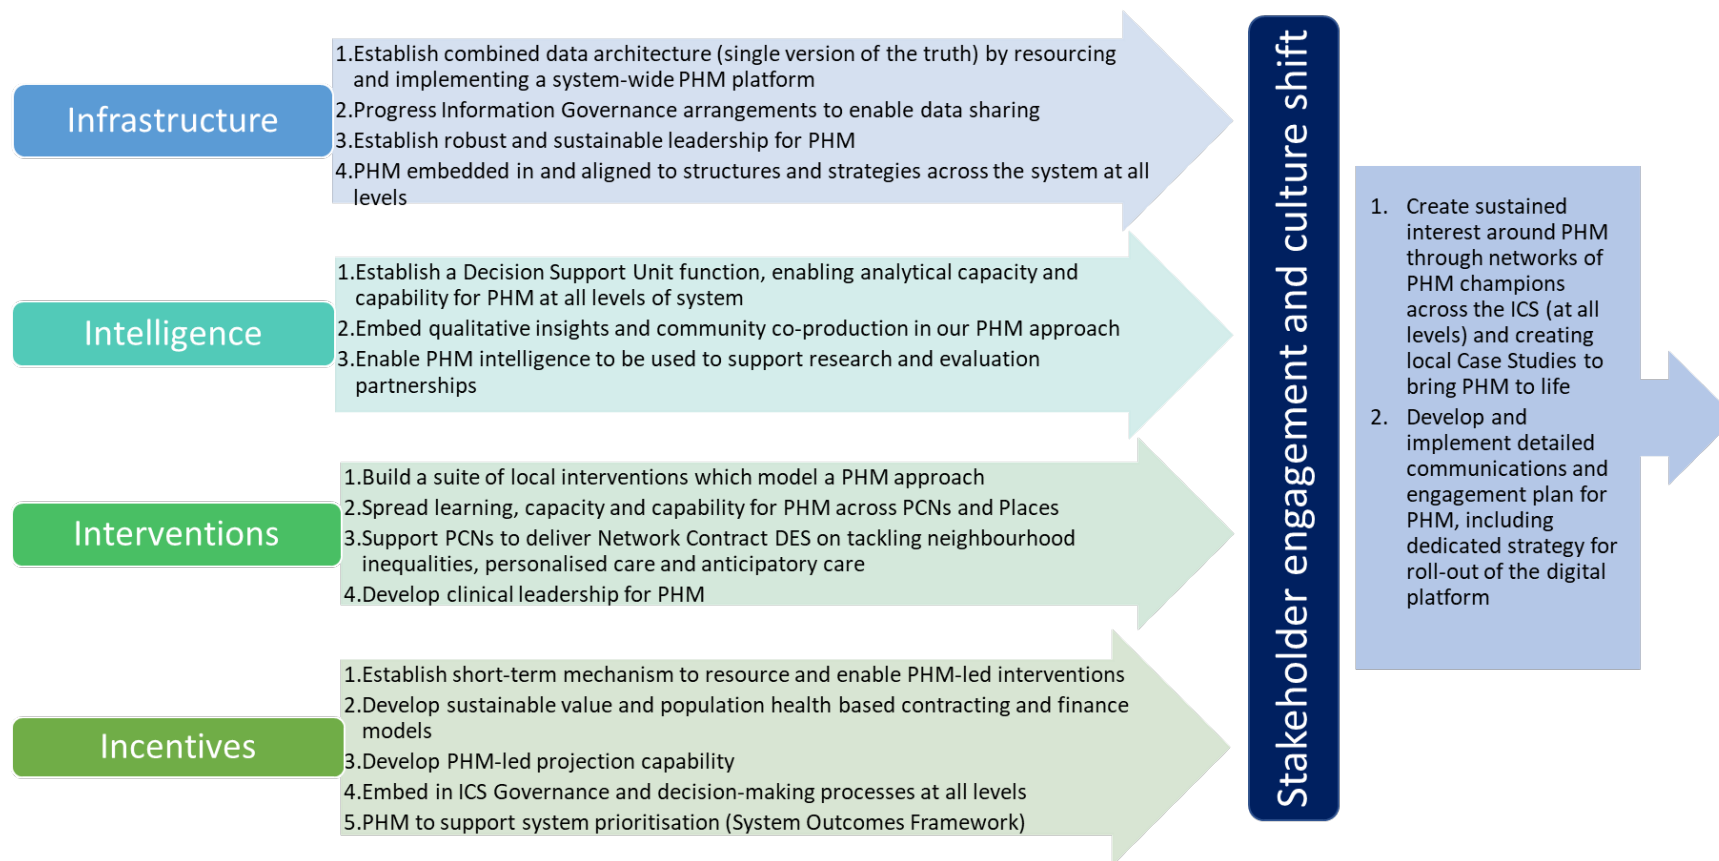 Infrastructure
1.Establish combined data architecture (single version of the truth) by resourcing
and implementing a system-wide PHM platform
2.Progress Information Governance arrangements to enable data sharing
3.Establish robust and sustainable leadership for PHM
4.PHM embedded in and aligned to structures and strategies across the system at all
levels
Intelligence
1.Establish a Decision Support Unit function, enabling analytical capacity and
capability for PHM at all levels of system
2.Embed qualitative insights and community co-production in our PHM approach
3.Enable PHM intelligence to be used to support research and evaluation
partnerships
Interventions
1.Build a suite of local interventions which model a PHM approach
2.Spread learning, capacity and capability for PHM across PCNs and Places
3.Support PCNs to deliver Network Contract DES on tackling neighbourhood
inequalities, personalised care and anticipatory care
4.Develop clinical leadership for PHM
Incentives
1.Establish short-term mechanism to resource and enable PHM-led interventions
2.Develop sustainable value and population health based contracting and finance
models
3.Develop PHM-led projection capability
4.Embed in ICS Governance and decision-making processes at all levels
5.PHM to support system prioritisation (System Outcomes Framework)
Stakeholder engagement and culture shift
1. Create sustained
interest around PHM
through networks of
PHM champions
across the ICS (at all
levels) and creating
local Case Studies to
bring PHM to life
2. Develop and
implement detailed
communications and
engagement plan for
PHM, including
dedicated strategy for
roll-out of the digital
platform